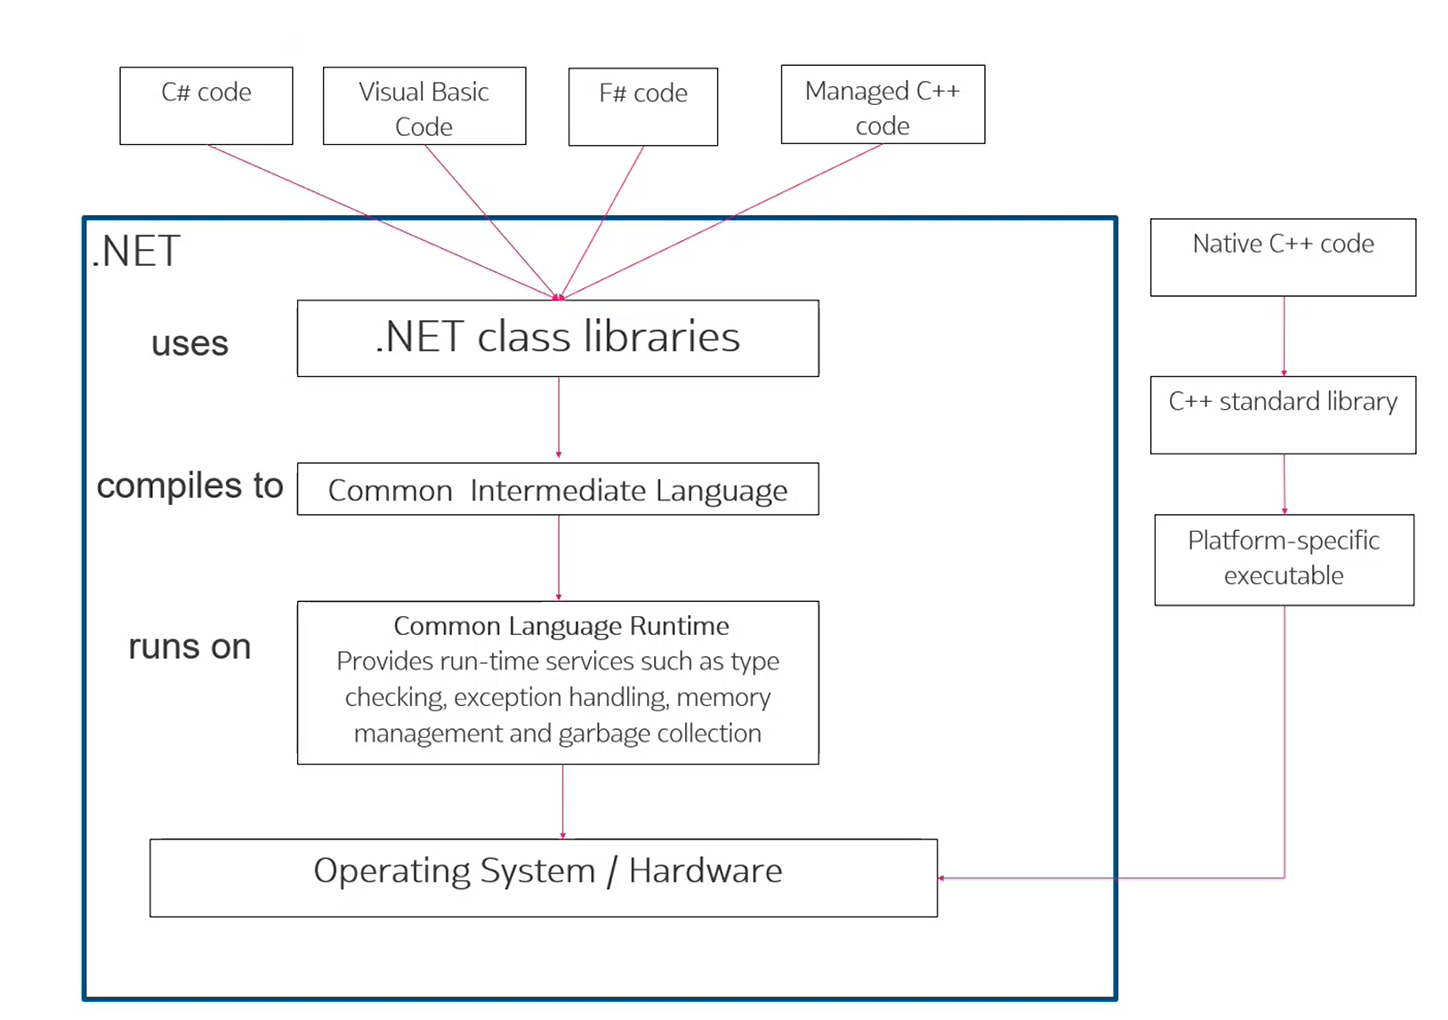 C# code
Visual Basic
Code
F# code
Managed C++
code
.NET
Native C++ code
uses
.NET class libraries
C++ standard library
compiles to
Common Intermediate Language
Platform-specific
executable
runs on
Common Language Runtime
Provides run-time services such as type
checking, exception handling, memory
management and garbage collection
Operating System / Hardware